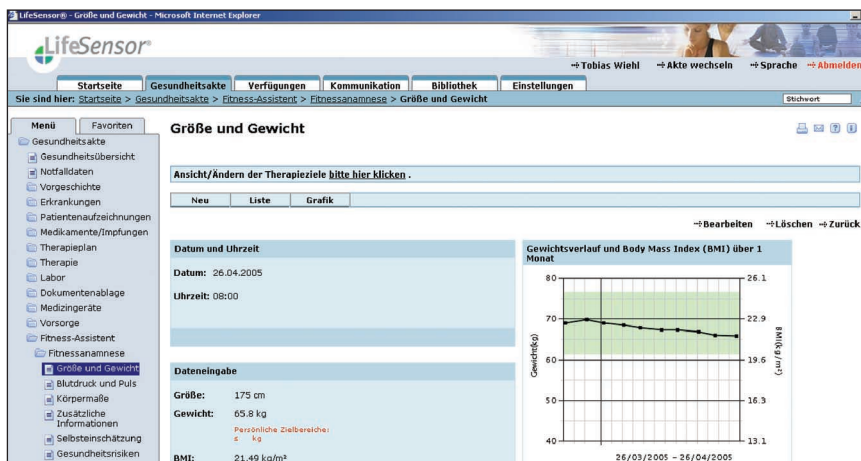 LifeSensor® - Größe und Gewicht - Microsoft Internet Explorer
LifeSensor®
Tobias Wiehl Akte wechseln Sprache Abmelden
Startseite Gesundheitsakte Verfügungen Kommunikation Bibliothek Einstellungen
Sie sind hier: Startseite > Gesundheitsakte > Fitness-Assistent > Fitnessanamnese > Größe und Gewicht
Stichwort
Menü Favoriten
Gesundheitsakte
Gesundheitsübersicht
Notfalldaten
Vorgeschichte
Erkrankungen
Patientenaufzeichnungen
Medikamente/Impfungen
Therapieplan
Therapie
Labor
Dokumentenablage
Medizingeräte
Vorsorge
Fitness-Assistent
Fitnessanamnese
Größe und Gewicht
Blutdruck und Puls
Körpermaße
Zusätzliche
Informationen
Selbsteinschätzung
Gesundheitsrisiken
Größe und Gewicht
Ansicht/Ändern der Therapieziele bitte hier klicken .
Neu Liste Grafik
Bearbeiten Löschen Zurück
Datum und Uhrzeit
Datum: 26.04.2005
Uhrzeit: 08:00
Dateneingabe
Größe: 175 cm
Gewicht: 65.8 kg
Persönliche Zielbereiche:
≤ kg
BMI: 21.49 kg/m²
Gewichtsverlauf und Body Mass Index (BMI) über 1
Monat
80 26.1
70 22.9
60 19.6
50 16.3
40 13.1
Gewicht(kg)
BMI(kg/m²)
26/03/2005 - 26/04/2005